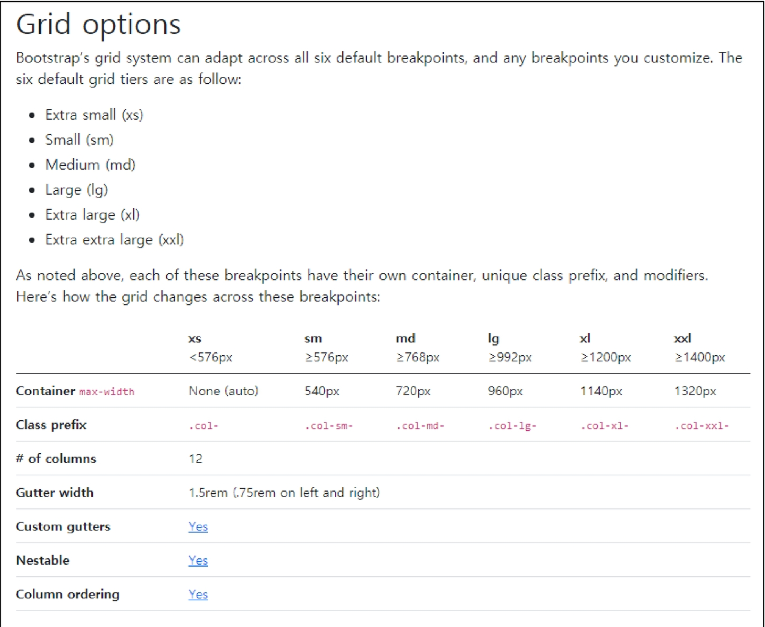 Grid options
Bootstrap's grid system can adapt across all six default breakpoints, and any breakpoints you customize. The
six default grid tiers are as follow:
• Extra small (xs)
• Small (sm)
• Medium (md)
• Large (lg)
• Extra large (xl)
• Extra extra large (xxl)
As noted above, each of these breakpoints have their own container, unique class prefix, and modifiers.
Here's how the grid changes across these breakpoints:
xs sm md lg xl xxl
<576px ≥576px ≥768px ≥992px ≥1200px ≥1400px
Container max-width None (auto) 540px 720px 960px 1140px 1320px
Class prefix .col- .col-sm- .col-md- .col-lg- .col-xl- .col-xxl-
# of columns 12
Gutter width 1.5rem (.75rem on left and right)
Custom gutters Yes
Nestable Yes
Column ordering Yes